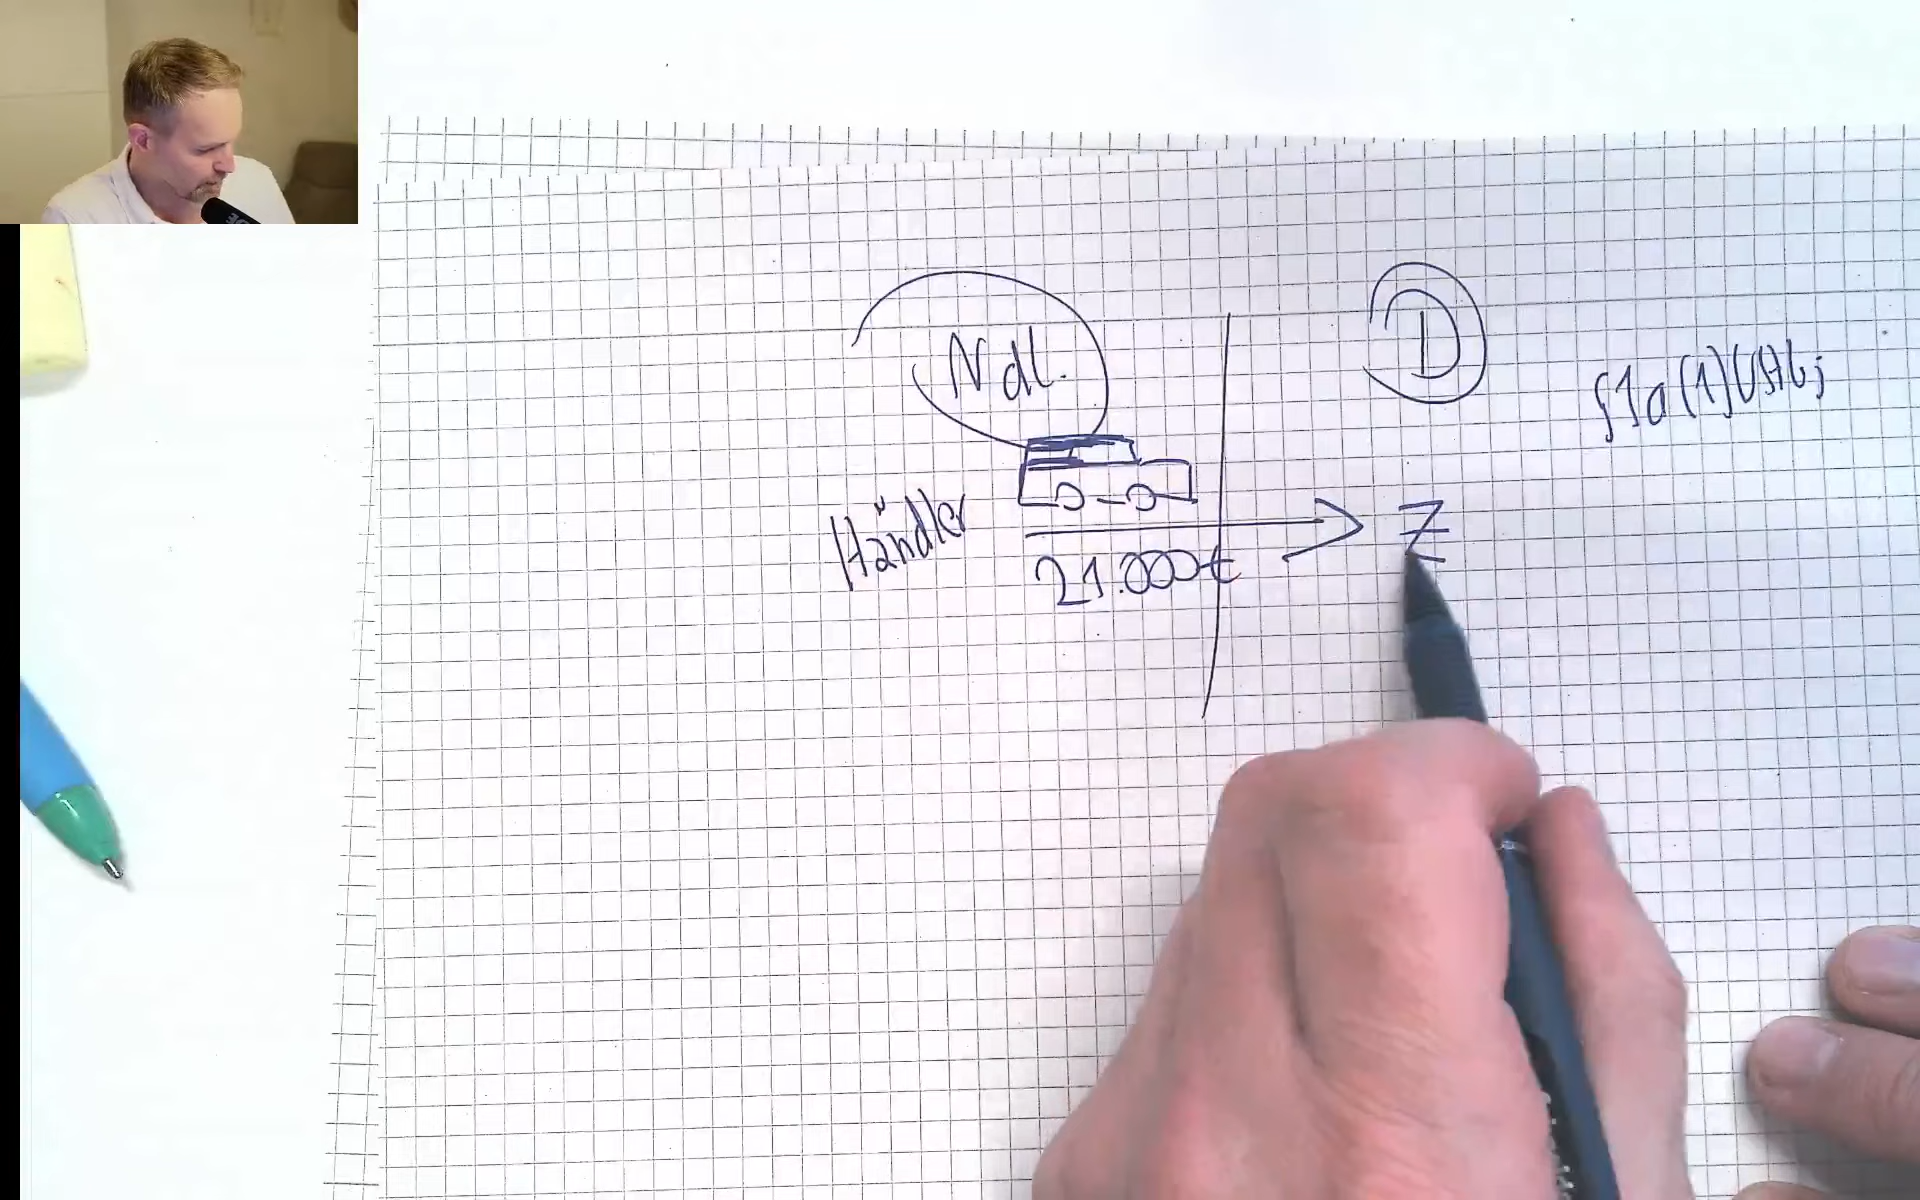 Ndl.
D
§1a(1)UStG;
Händler
Z
21.000€